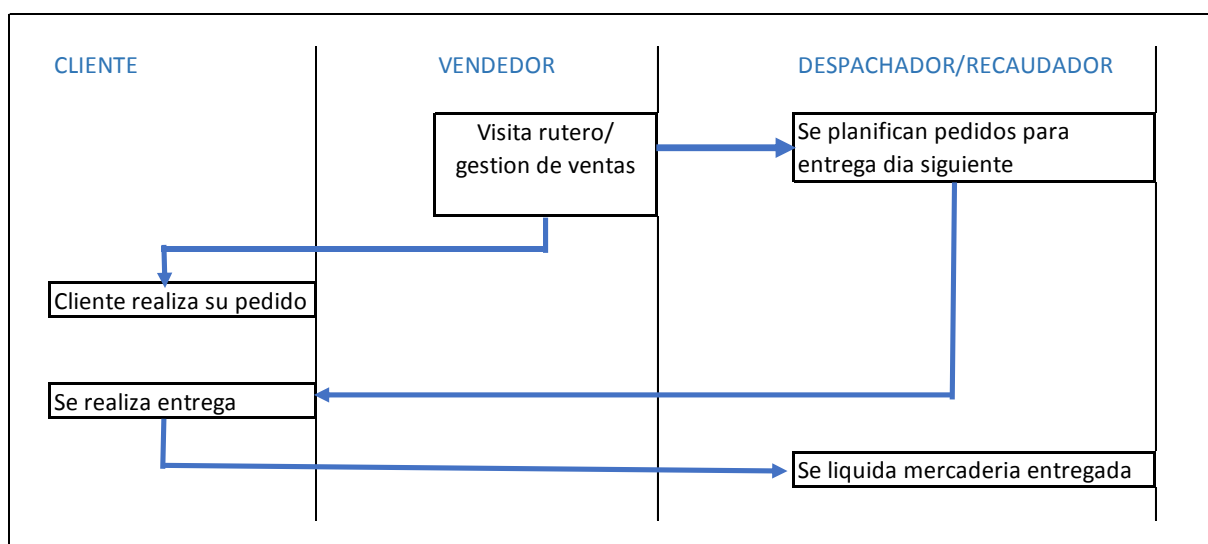 CLIENTE
VENDEDOR
DESPACHADOR/RECAUDADOR
Visita rutero/
gestion de ventas
Se planifican pedidos para
entrega dia siguiente
Cliente realiza su pedido
Se realiza entrega
Se liquida mercaderia entregada